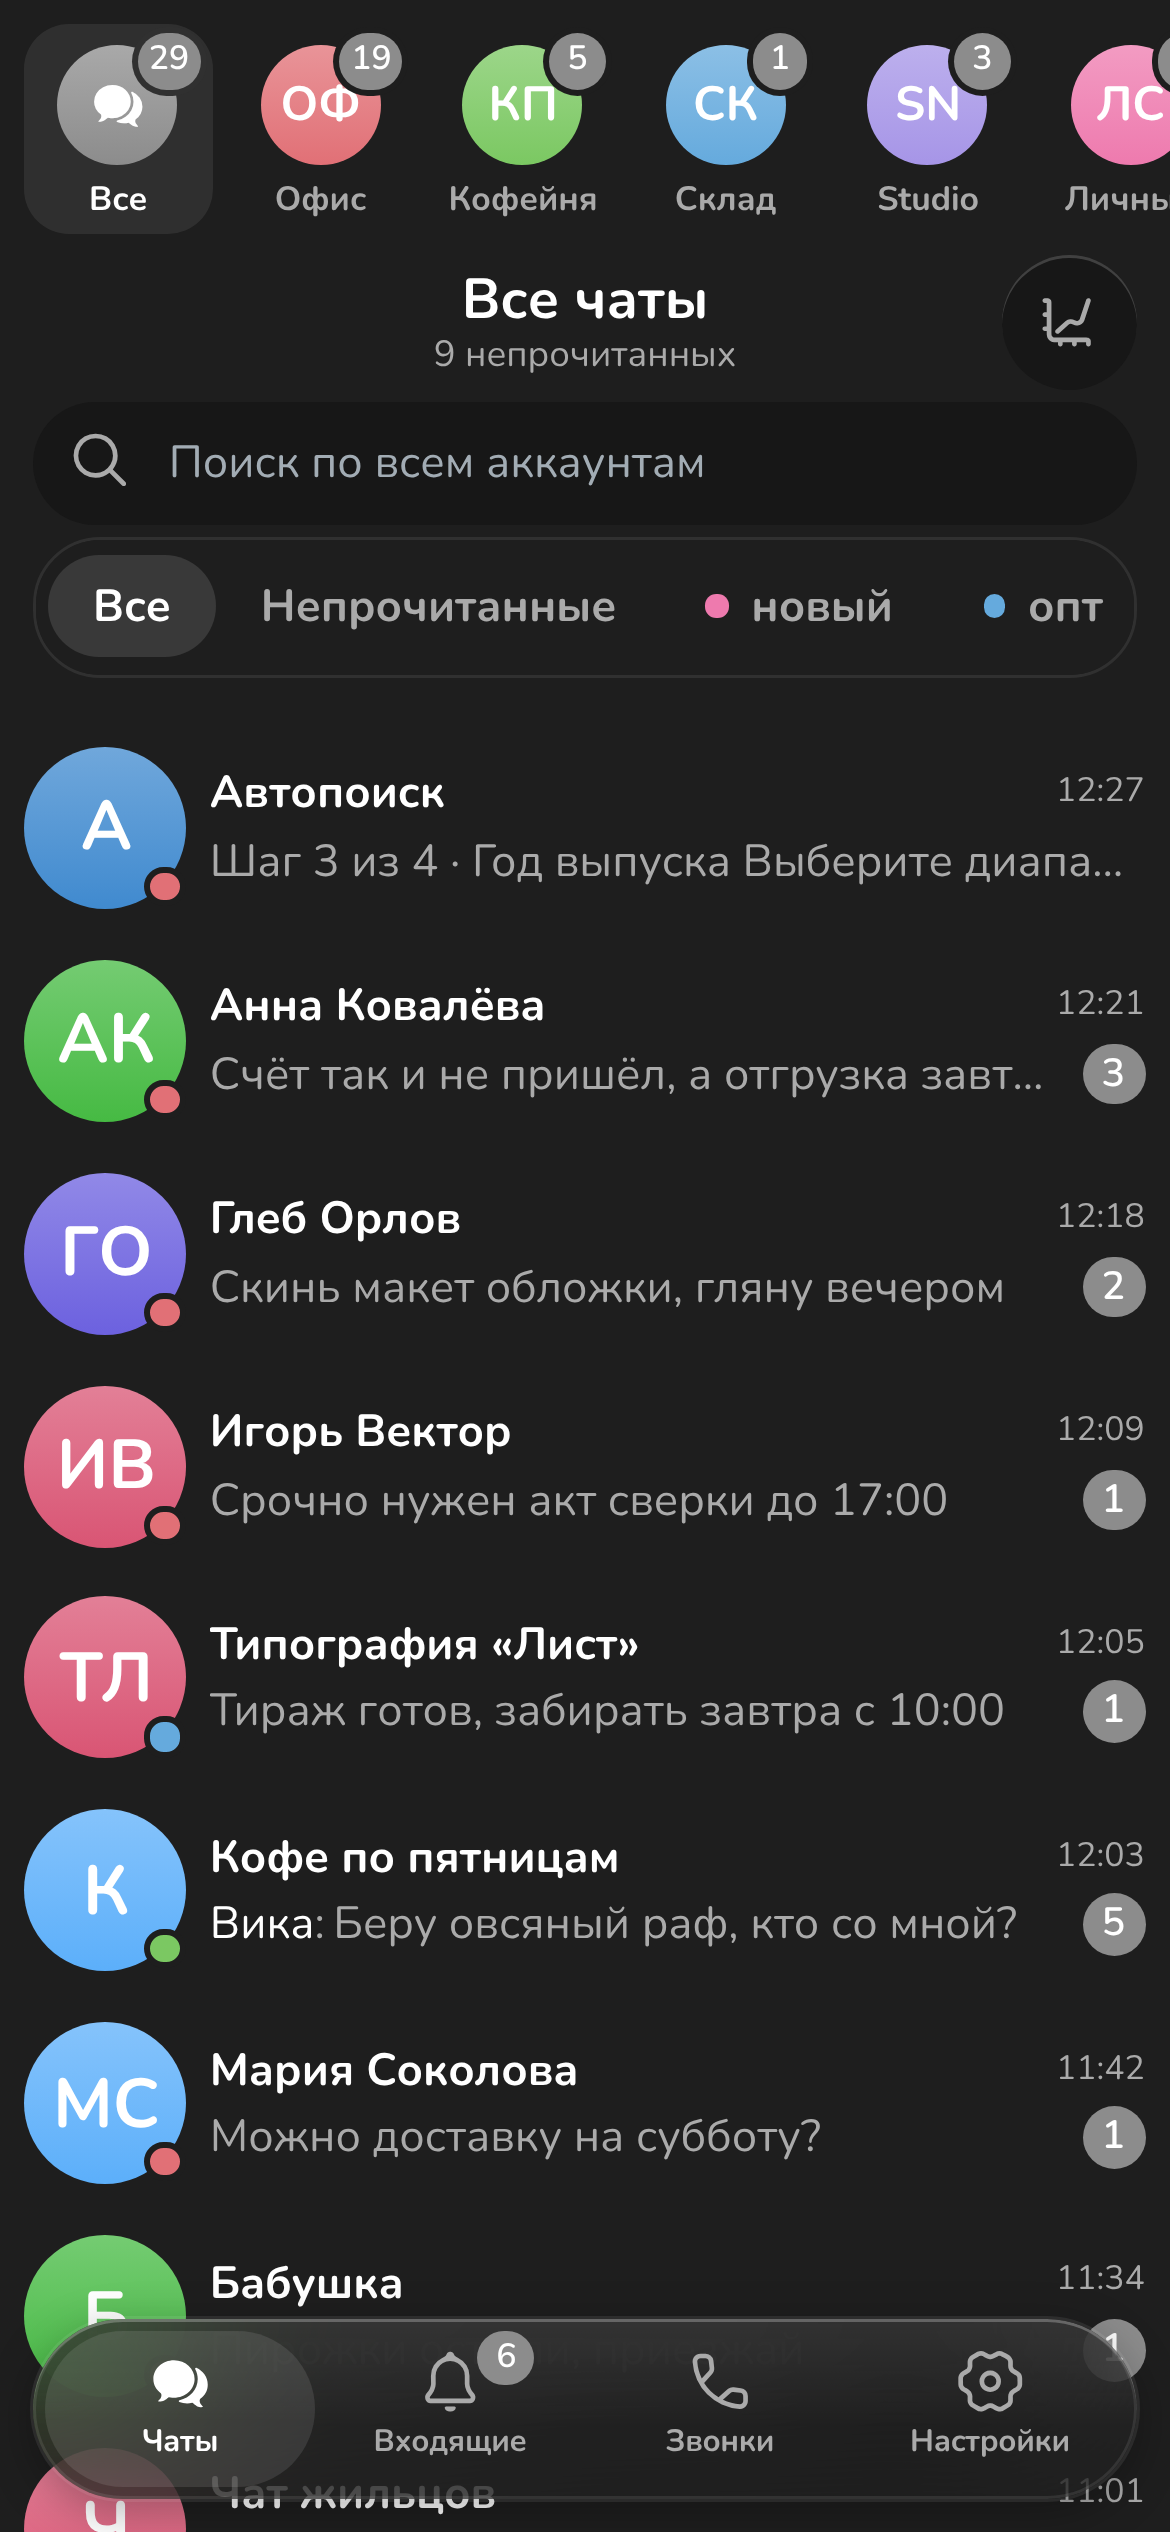 29
19
5
1
3
ОФ
КП
СК
SN
ЛС
Все
Офис
Кофейня
Склад
Studio
Личны
Все чаты
9 непрочитанных
Поиск по всем аккаунтам
Все
Непрочитанные
новый
опт
А
Автопоиск
12:27
Шаг 3 из 4 · Год выпуска Выберите диапа...
АК
Анна Ковалёва
12:21
Счёт так и не пришёл, а отгрузка завт...
3
ГО
Глеб Орлов
12:18
Скинь макет обложки, гляну вечером
2
ИВ
Игорь Вектор
12:09
Срочно нужен акт сверки до 17:00
1
ТЛ
Типография «Лист»
12:05
Тираж готов, забирать завтра с 10:00
1
К
Кофе по пятницам
12:03
Вика: Беру овсяный раф, кто со мной?
5
МС
Мария Соколова
11:42
Можно доставку на субботу?
1
Б
Бабушка
11:34
1
6
Чаты
Входящие
Звонки
Настройки
Ч
Чат жильцов
11:01